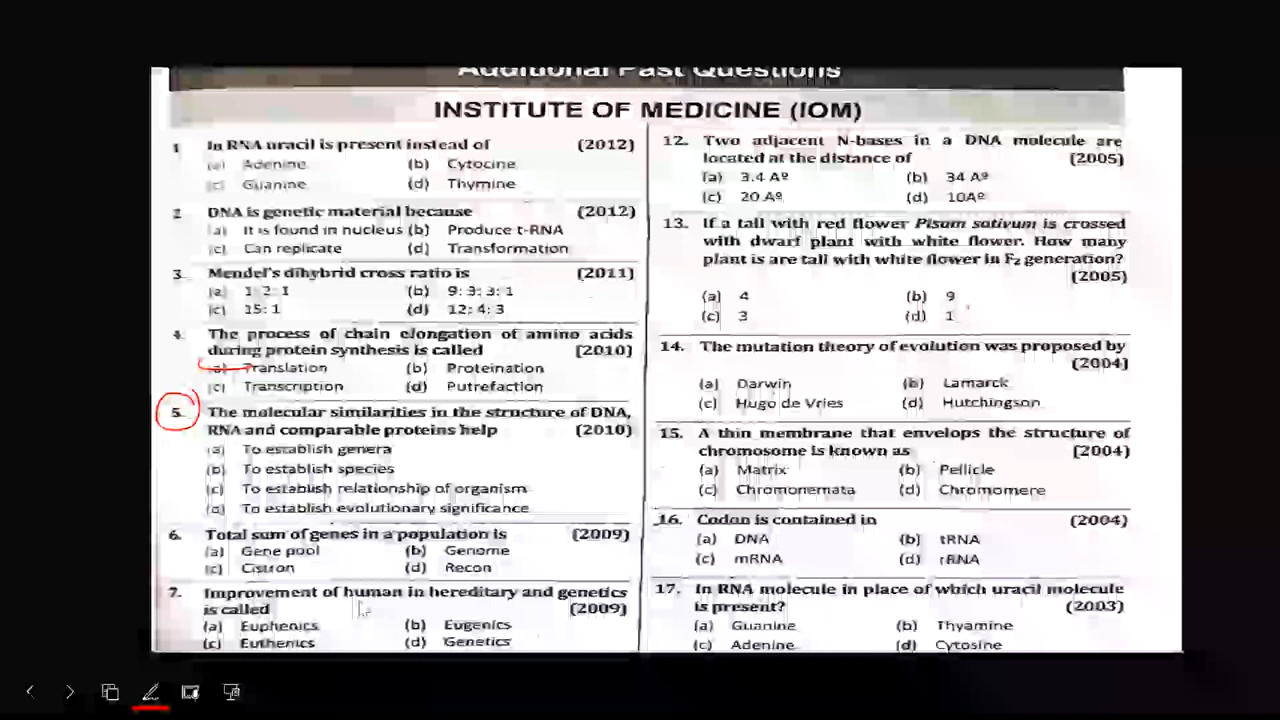 Additional Past Questions
INSTITUTE OF MEDICINE (IOM)
1 In RNA uracil is present instead of (2012)
(a) Adenine (b) Cytocine
(c) Guanine (d) Thymine
2 DNA is genetic material because (2012)
(a) It is found in nucleus (b) Produce t-RNA
(c) Can replicate (d) Transformation
3. Mendel's dihybrid cross ratio is (2011)
(a) 1: 2: 1 (b) 9: 3: 3: 1
(c) 15: 1 (d) 12: 4: 3
4. The process of chain elongation of amino acids
during protein synthesis is called (2010)
(a) Translation (b) Proteination
(c) Transcription (d) Putrefaction
5. The molecular similarities in the structure of DNA,
RNA and comparable proteins help (2010)
(a) To establish genera
(b) To establish species
(c) To establish relationship of organism
(d) To establish evolutionary significance
6. Total sum of genes in a population is (2009)
(a) Gene pool (b) Genome
(c) Cistron (d) Recon
7. Improvement of human in hereditary and genetics
is called (2009)
(a) Euphenics (b) Eugenics
(c) Euthenics (d) Genetics
12. Two adjacent N-bases in a DNA molecule are
located at the distance of (2005)
(a) 3.4 Aº (b) 34 Aº
(c) 20 Aº (d) 10Aº
13. If a tall with red flower Pisum sativum is crossed
with dwarf plant with white flower. How many
plant is are tall with white flower in F₂ generation?
(2005)
(a) 4 (b) 9
(c) 3 (d) 1
14. The mutation theory of evolution was proposed by
(2004)
(a) Darwin (b) Lamarck
(c) Hugo de Vries (d) Hutchingson
15. A thin membrane that envelops the structure of
chromosome is known as (2004)
(a) Matrix (b) Pellicle
(c) Chromonemata (d) Chromomere
16. Codon is contained in (2004)
(a) DNA (b) tRNA
(c) mRNA (d) rRNA
17. In RNA molecule in place of which uracil molecule
is present? (2003)
(a) Guanine (b) Thyamine
(c) Adenine (d) Cytosine